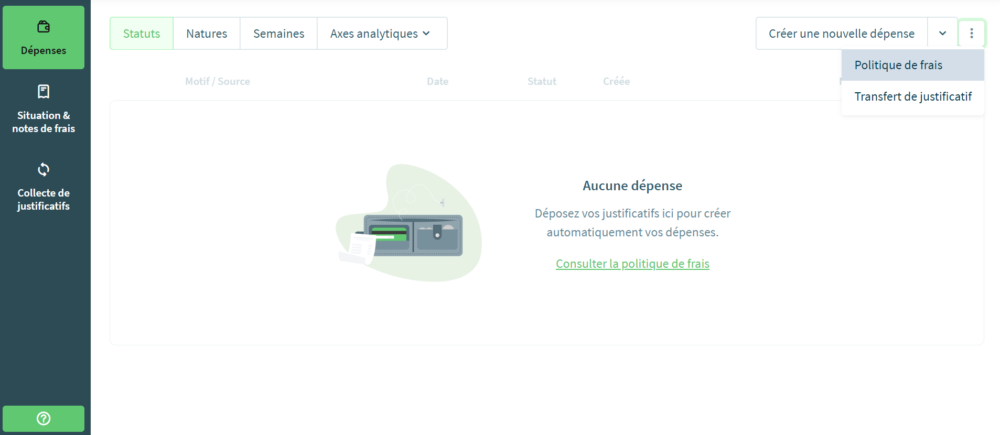 Dépenses
Situation &
notes de frais
Collecte de
justificatifs
Statuts
Natures
Semaines
Axes analytiques
Créer une nouvelle dépense
Politique de frais
Transfert de justificatif
Motif / Source
Date
Statut
Créée
Aucune dépense
Déposez vos justificatifs ici pour créer
automatiquement vos dépenses.
Consulter la politique de frais